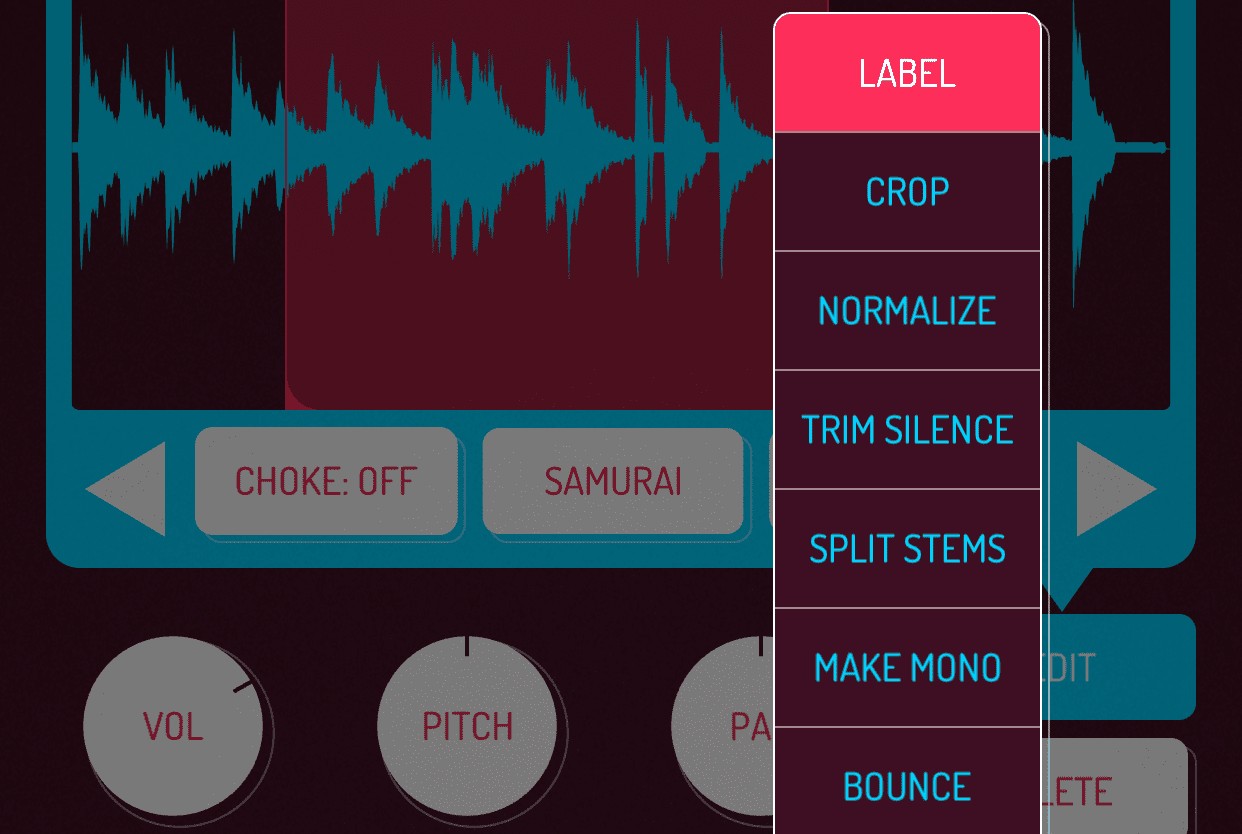 LABEL
CROP
NORMALIZE
TRIM SILENCE
CHOKE: OFF
SAMURAI
SPLIT STEMS
MAKE MONO
VOL
PITCH
BOUNCE